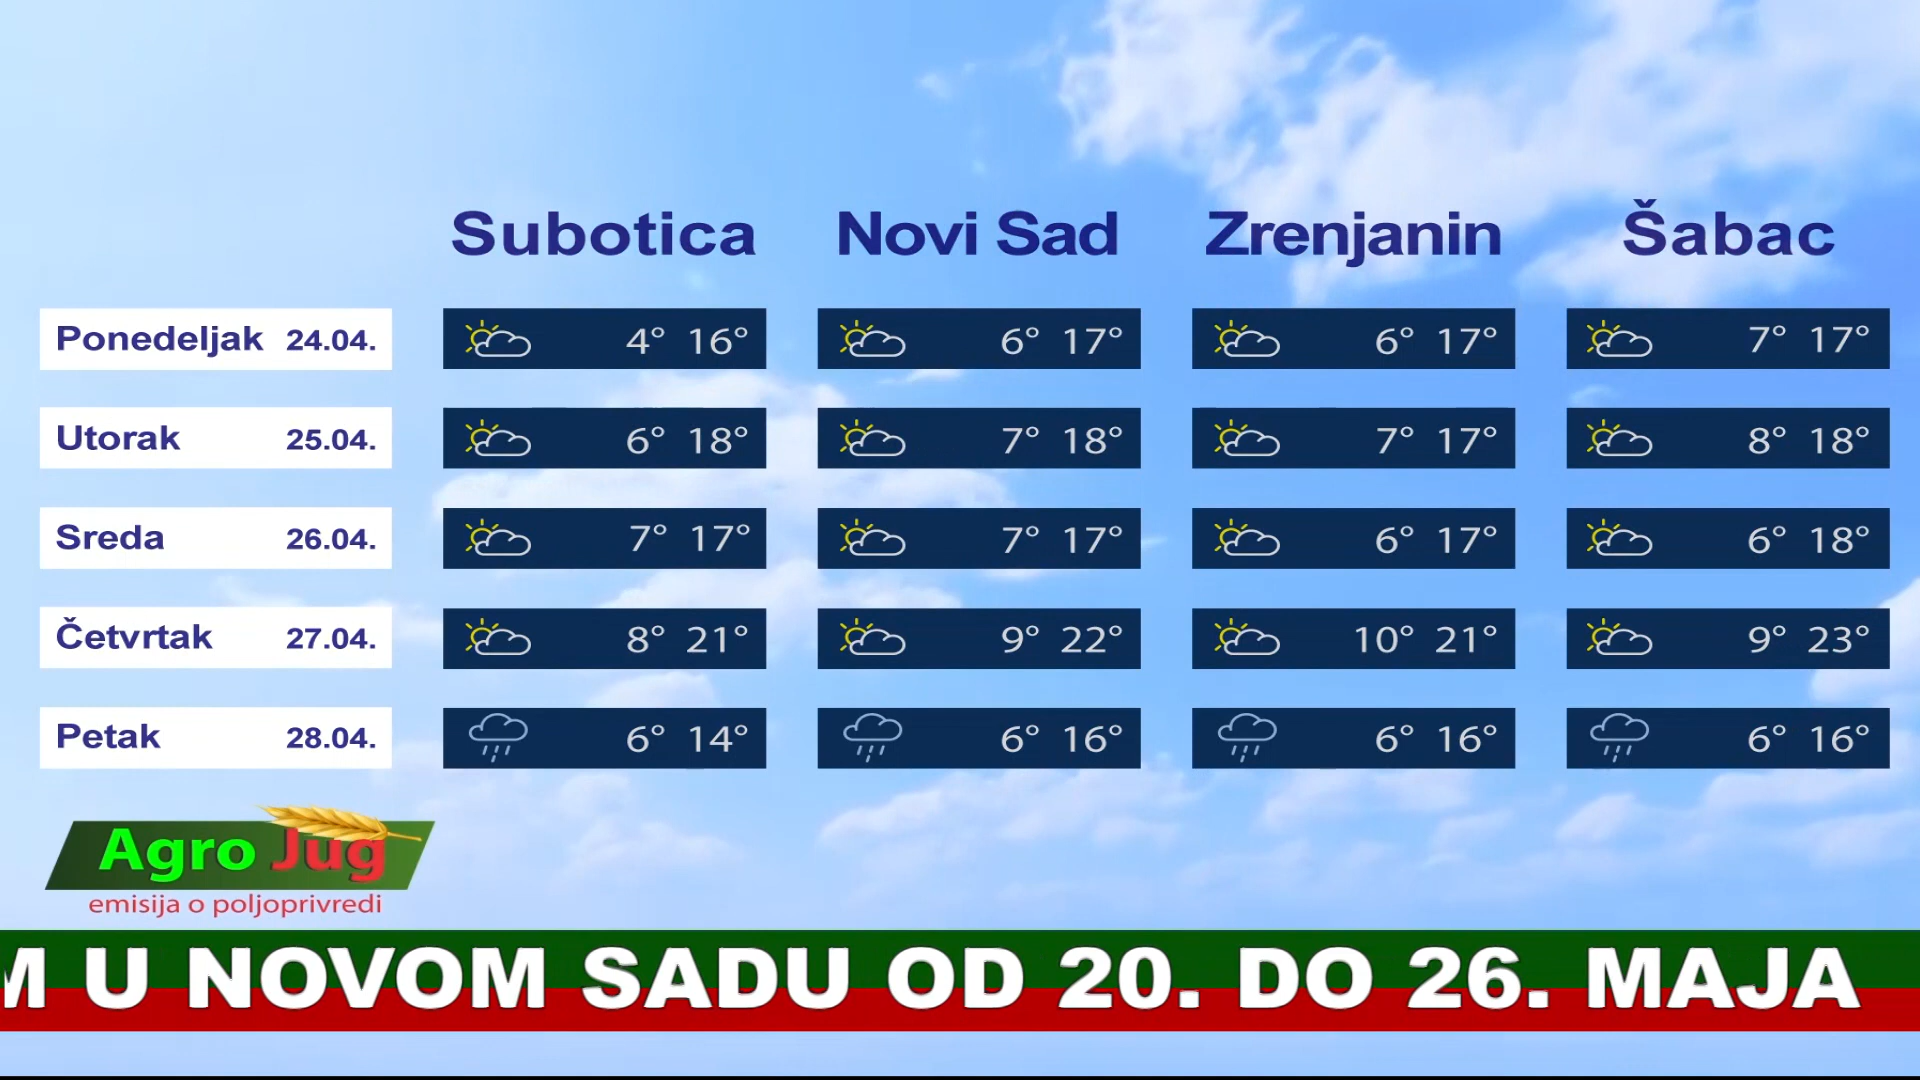 Subotica Novi Sad Zrenjanin Šabac
Ponedeljak 24.04. 4° 16° 6° 17° 6° 17° 7° 17°
Utorak 25.04. 6° 18° 7° 18° 7° 17° 8° 18°
Sreda 26.04. 7° 17° 7° 17° 6° 17° 6° 18°
Četvrtak 27.04. 8° 21° 9° 22° 10° 21° 9° 23°
Petak 28.04. 6° 14° 6° 16° 6° 16° 6° 16°
Agro Jug
emisija o poljoprivredi
M U NOVOM SADU OD 20. DO 26. MAJA